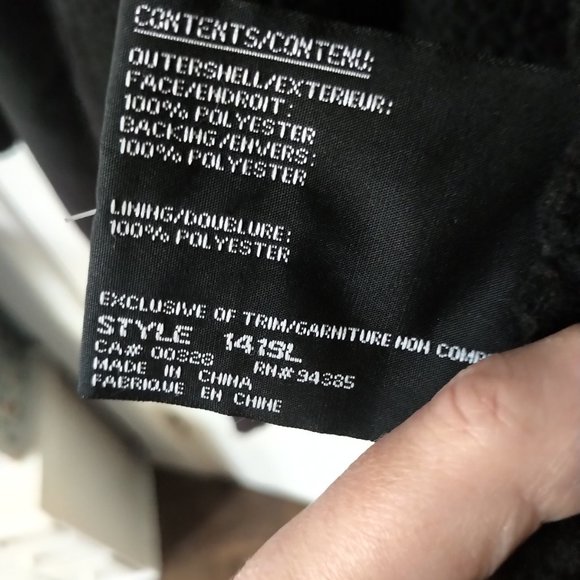 CONTENTS/CONTENU:
OUTERSHELL/EXTERIEUR:
FACE/ENDROIT:
100% POLYESTER
BACKING/ENVERS:
100% POLYESTER
LINING/DOUBLURE:
100% POLYESTER
EXCLUSIVE OF TRIM/GARNITURE NON COMP
STYLE 1419L
CA# 00328 RN# 94385
MADE IN CHINA
FABRIQUE EN CHINE